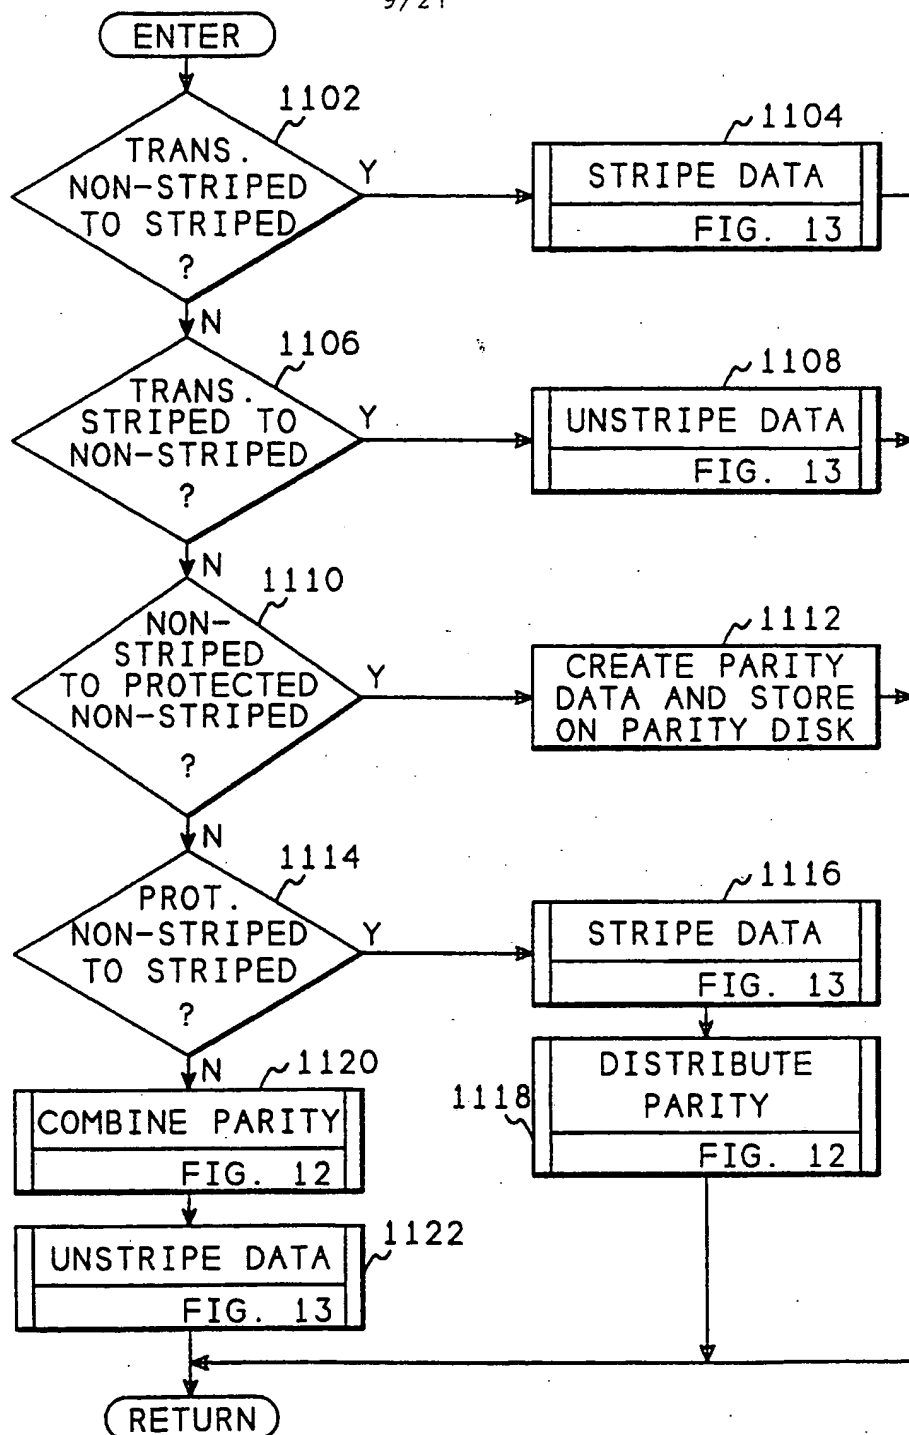 9/21
ENTER
1102
TRANS.
NON-STRIPED
TO STRIPED
?
Y
N
1104
STRIPE DATA
FIG. 13
1106
TRANS.
STRIPED TO
NON-STRIPED
?
Y
N
1108
UNSTRIPE DATA
FIG. 13
1110
NON-
STRIPED
TO PROTECTED
NON-STRIPED
?
Y
N
1112
CREATE PARITY
DATA AND STORE
ON PARITY DISK
1114
PROT.
NON-STRIPED
TO STRIPED
?
Y
N
1116
STRIPE DATA
FIG. 13
1118
DISTRIBUTE
PARITY
FIG. 12
1120
COMBINE PARITY
FIG. 12
1122
UNSTRIPE DATA
FIG. 13
RETURN